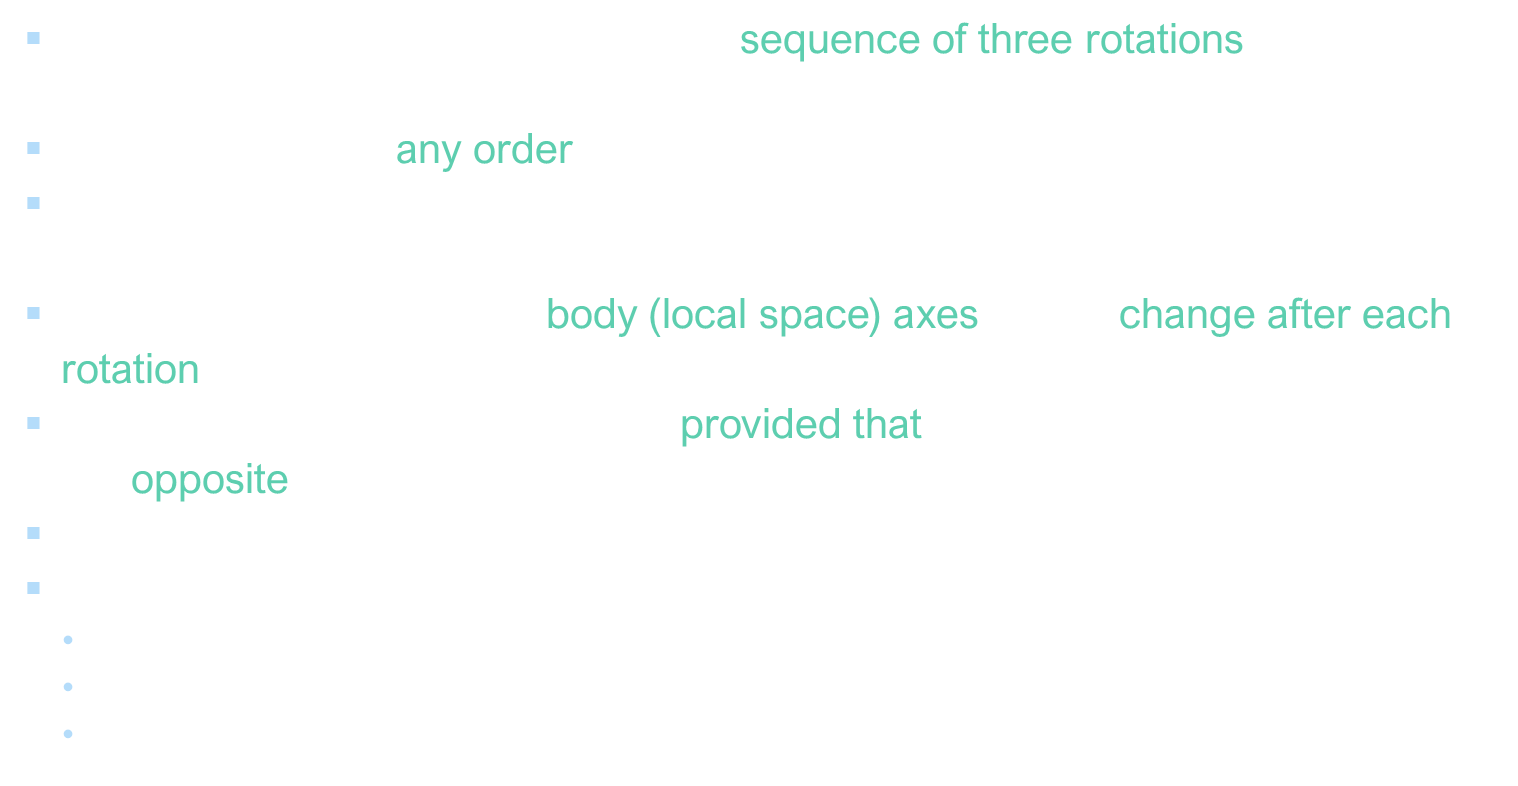 sequence of three rotations
any order
body (local space) axes change after each
rotation
provided that
opposite